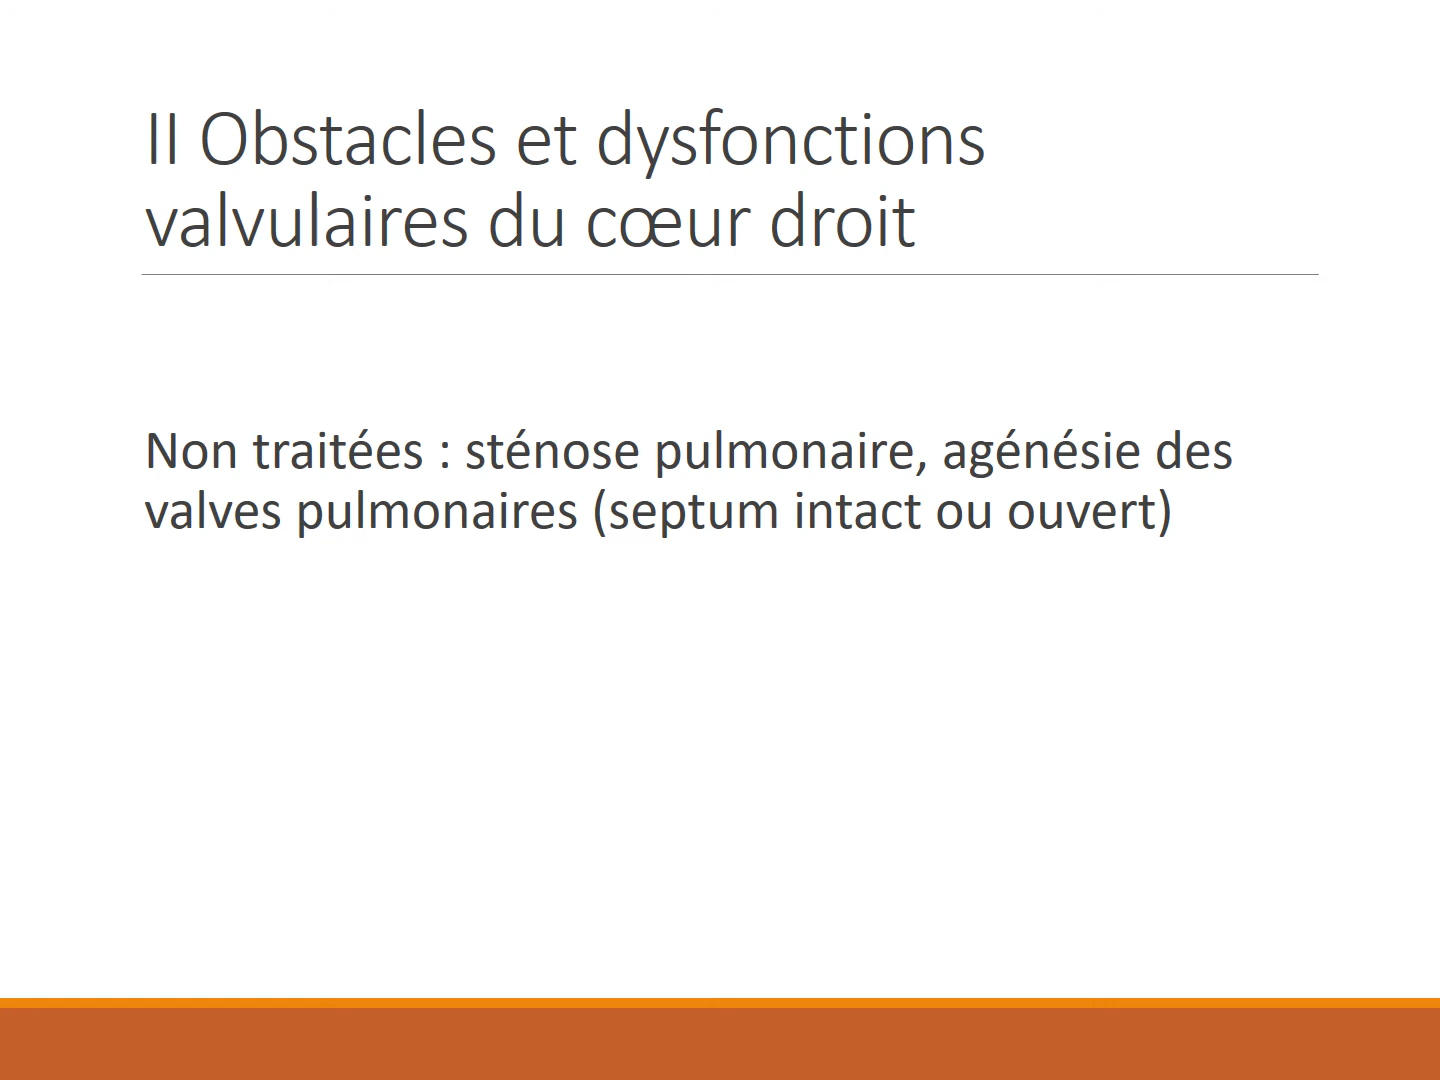 II Obstacles et dysfonctions
valvulaires du cœur droit
Non traitées : sténose pulmonaire, agénésie des
valves pulmonaires (septum intact ou ouvert)